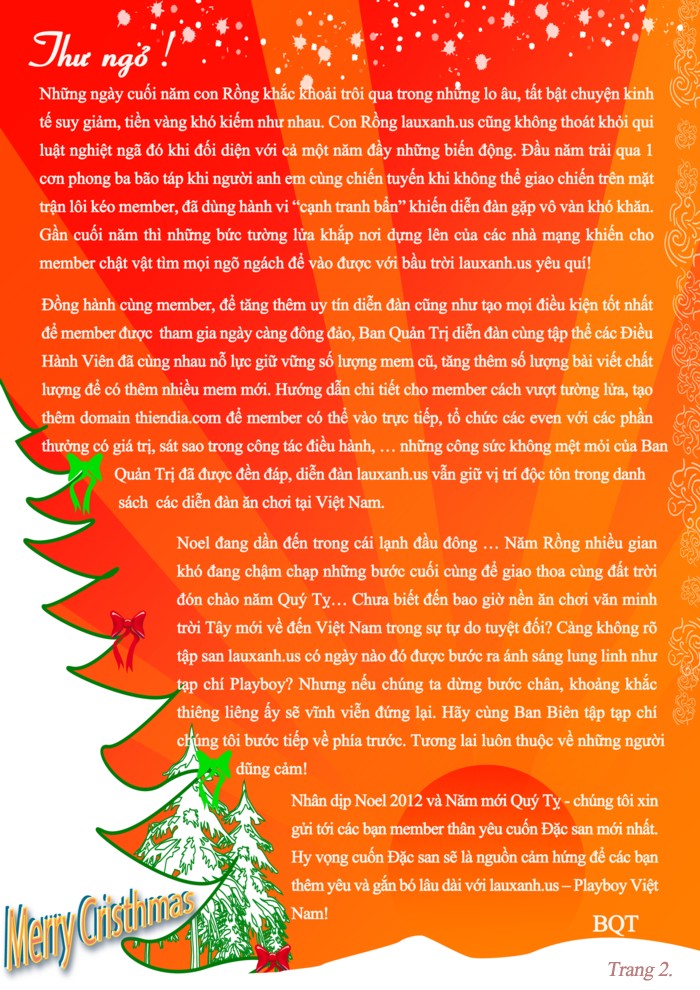 Thư ngỏ !
Những ngày cuối năm con Rồng khắc khoải trôi qua trong những lo âu, tất bật chuyện kinh
tế suy giảm, tiền vàng khó kiếm như nhau. Con Rồng lauxanh.us cũng không thoát khỏi qui
luật nghiệt ngã đó khi đối diện với cả một năm đầy những biến động. Đầu năm trải qua 1
cơn phong ba bão táp khi người anh em cùng chiến tuyến khi không thể giao chiến trên mặt
trận lôi kéo member, đã dùng hành vi “cạnh tranh bẩn” khiến diễn đàn gặp vô vàn khó khăn.
Gần cuối năm thì những bức tường lửa khắp nơi dựng lên của các nhà mạng khiến cho
member chật vật tìm mọi ngõ ngách để vào được với bầu trời lauxanh.us yêu quí!
Đồng hành cùng member, để tăng thêm uy tín diễn đàn cũng như tạo mọi điều kiện tốt nhất
để member được tham gia ngày càng đông đảo, Ban Quản Trị diễn đàn cùng tập thể các Điều
Hành Viên đã cùng nhau nỗ lực giữ vững số lượng mem cũ, tăng thêm số lượng bài viết chất
lượng để có thêm nhiều mem mới. Hướng dẫn chi tiết cho member cách vượt tường lửa, tạo
thêm domain thiendia.com để member có thể vào trực tiếp, tổ chức các even với các phần
thưởng có giá trị, sát sao trong công tác điều hành, … những công sức không mệt mỏi của Ban
Quản Trị đã được đền đáp, diễn đàn lauxanh.us vẫn giữ vị trí độc tôn trong danh
sách các diễn đàn ăn chơi tại Việt Nam.
Noel đang dần đến trong cái lạnh đầu đông … Năm Rồng nhiều gian
khó đang chậm chạp những bước cuối cùng để giao thoa cùng đất trời
đón chào năm Quý Tỵ… Chưa biết đến bao giờ nền ăn chơi văn minh
trời Tây mới về đến Việt Nam trong sự tự do tuyệt đối? Càng không rõ
tập san lauxanh.us có ngày nào đó được bước ra ánh sáng lung linh như
tạp chí Playboy? Nhưng nếu chúng ta dừng bước chân, khoảng khắc
thiêng liêng ấy sẽ vĩnh viễn đứng lại. Hãy cùng Ban Biên tập tạp chí
chúng tôi bước tiếp về phía trước. Tương lai luôn thuộc về những người
dũng cảm!
Nhân dịp Noel 2012 và Năm mới Quý Tỵ - chúng tôi xin
gửi tới các bạn member thân yêu cuốn Đặc san mới nhất.
Hy vọng cuốn Đặc san sẽ là nguồn cảm hứng để các bạn
thêm yêu và gắn bó lâu dài với lauxanh.us – Playboy Việt
Nam!
BQT
Merry Cristhmas
Trang 2.